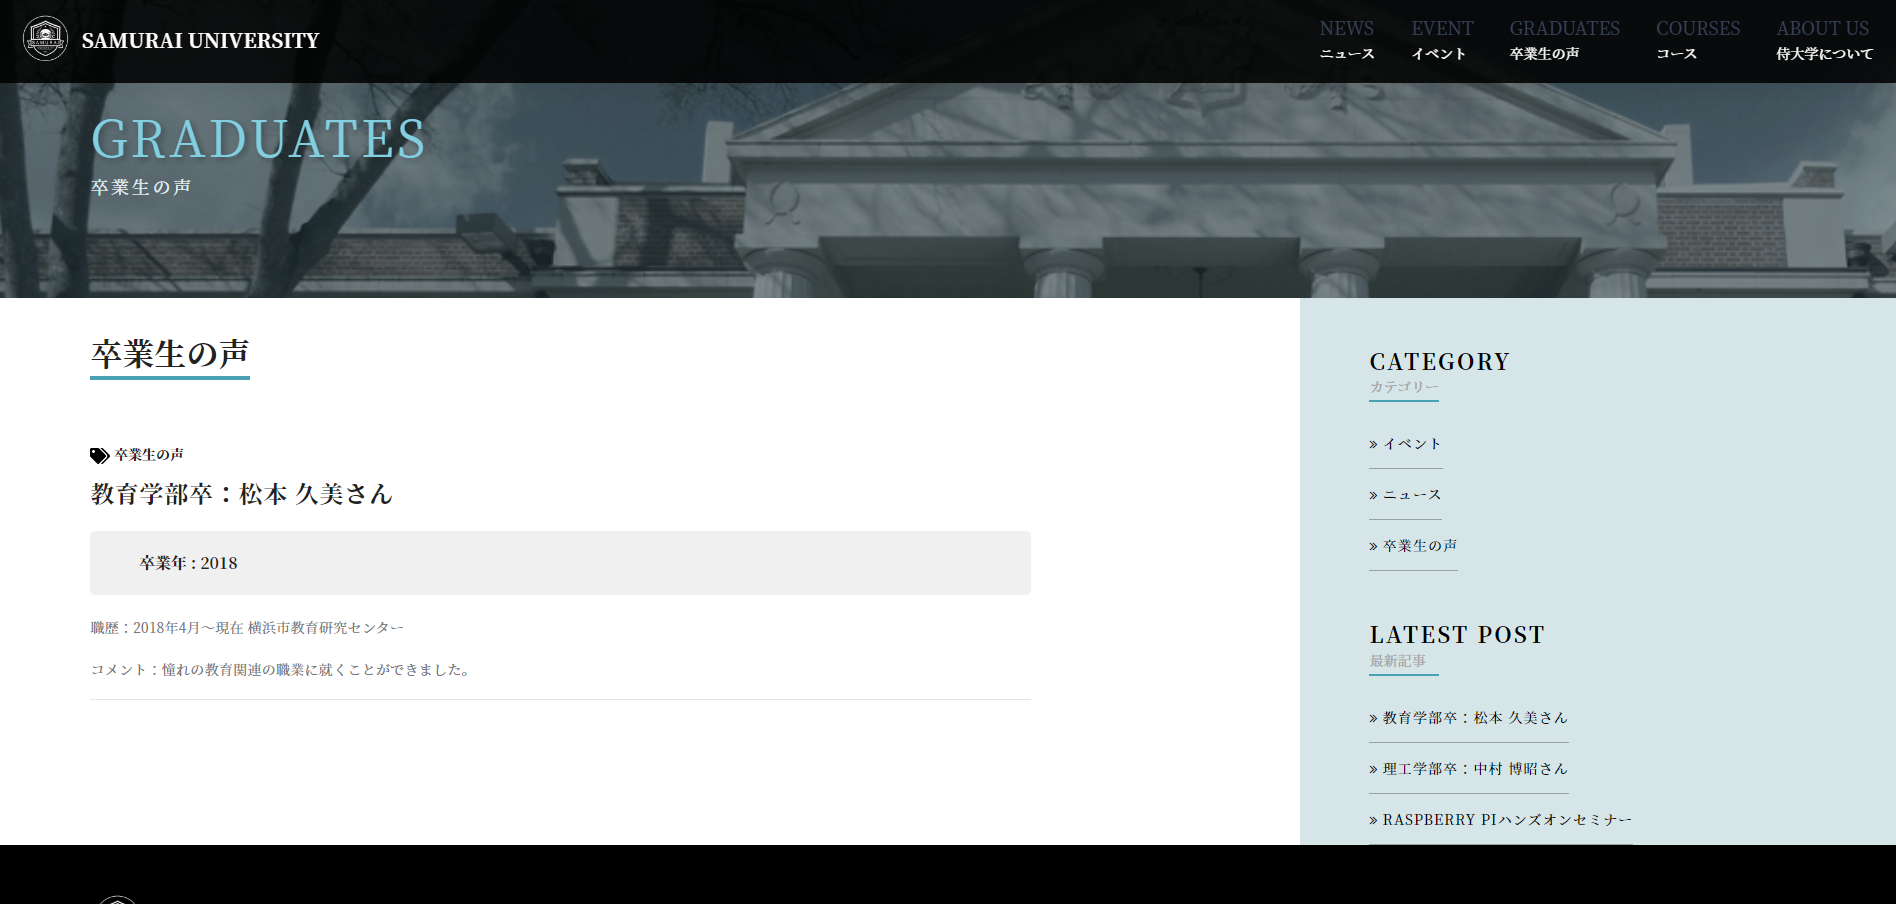 SAMURAI UNIVERSITY
NEWS
ニュース
EVENT
イベント
GRADUATES
卒業生の声
COURSES
コース
ABOUT US
侍大学について
GRADUATES
卒業生の声
卒業生の声
卒業生の声
教育学部卒：松本 久美さん
卒業年 : 2018
職歴：2018年4月～現在 横浜市教育研究センター
コメント：憧れの教育関連の職業に就くことができました。
CATEGORY
カテゴリー
» イベント
» ニュース
» 卒業生の声
LATEST POST
最新記事
» 教育学部卒：松本 久美さん
» 理工学部卒：中村 博昭さん
» RASPBERRY PIハンズオンセミナー